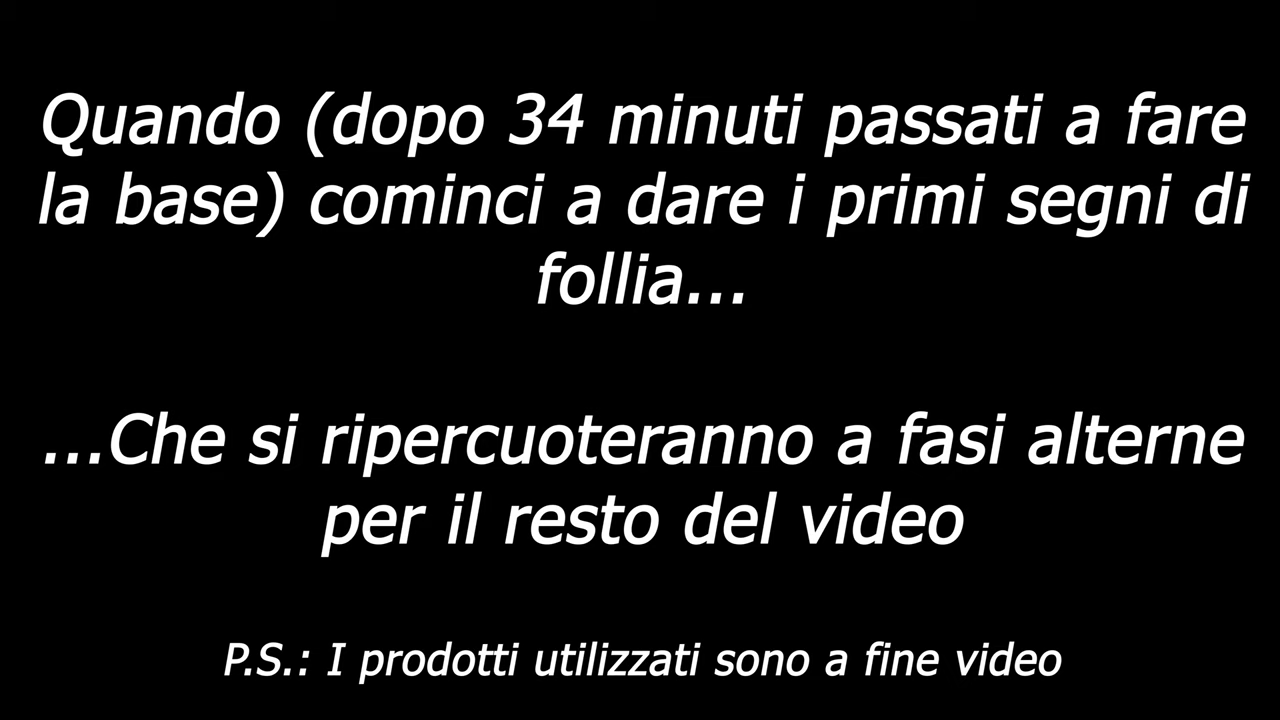 Quando (dopo 34 minuti passati a fare
la base) cominci a dare i primi segni di
follia...
...Che si ripercuoteranno a fasi alterne
per il resto del video
P.S.: I prodotti utilizzati sono a fine video